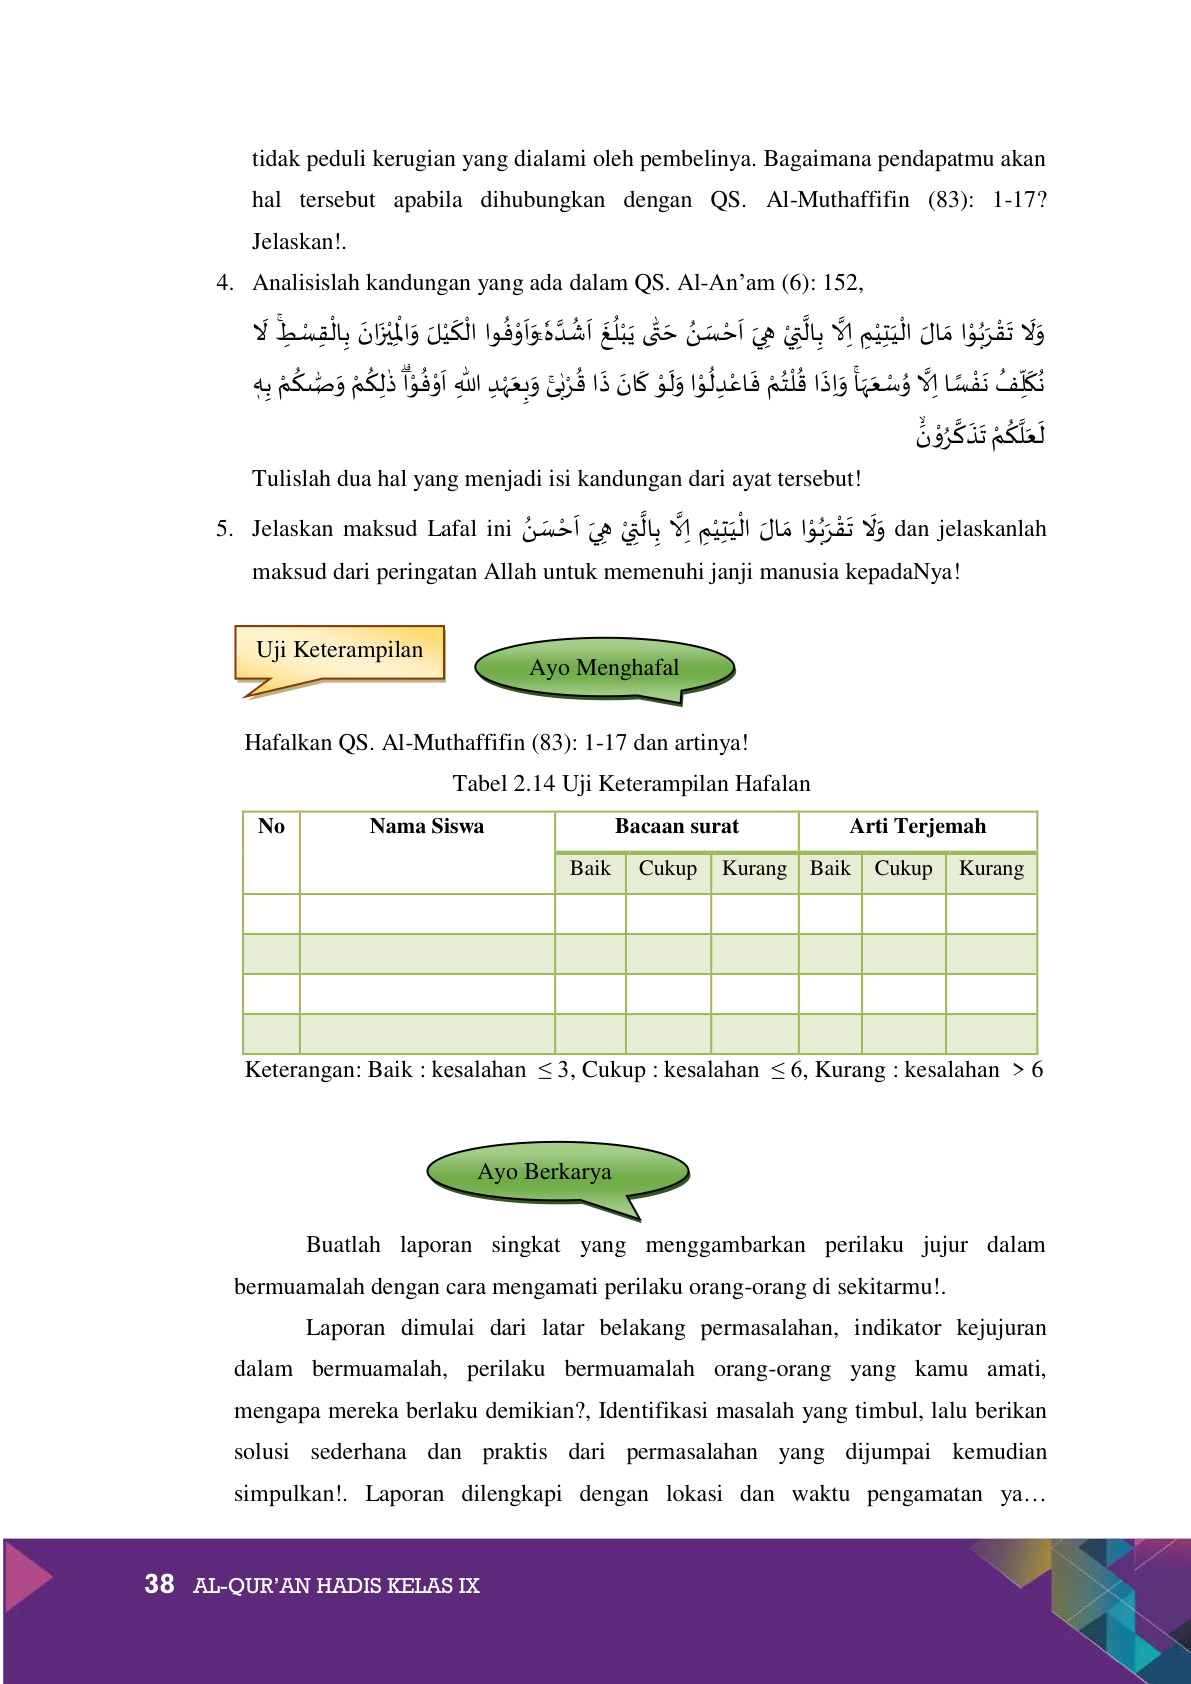 tidak peduli kerugian yang dialami oleh pembelinya. Bagaimana pendapatmu akan
hal tersebut apabila dihubungkan dengan QS. Al-Muthaffifin (83): 1-17?
Jelaskan!.
4. Analisislah kandungan yang ada dalam QS. Al-An’am (6): 152,
وَلَا تَقْرَبُوْا مَالَ الْيَتِيْمِ اِلَّا بِالَّتِيْ هِيَ اَحْسَنُ حَتّٰى يَبْلُغَ اَشُدَّهٗ ۚوَاَوْفُوا الْكَيْلَ وَالْمِيْزَانَ بِالْقِسْطِۚ لَا
نُكَلِّفُ نَفْسًا اِلَّا وُسْعَهَاۚ وَاِذَا قُلْتُمْ فَاعْدِلُوْا وَلَوْ كَانَ ذَا قُرْبٰىۚ وَبِعَهْدِ اللّٰهِ اَوْفُوْاۗ ذٰلِكُمْ وَصّٰىكُمْ بِهٖ
لَعَلَّكُمْ تَذَكَّرُوْنَۙ
Tulislah dua hal yang menjadi isi kandungan dari ayat tersebut!
5. Jelaskan maksud Lafal ini وَلَا تَقْرَبُوْا مَالَ الْيَتِيْمِ اِلَّا بِالَّتِيْ هِيَ اَحْسَنُ dan jelaskanlah
maksud dari peringatan Allah untuk memenuhi janji manusia kepadaNya!
Uji Keterampilan
Ayo Menghafal
Hafalkan QS. Al-Muthaffifin (83): 1-17 dan artinya!
Tabel 2.14 Uji Keterampilan Hafalan
No Nama Siswa Bacaan surat Arti Terjemah
Baik Cukup Kurang Baik Cukup Kurang
Keterangan: Baik : kesalahan ≤ 3, Cukup : kesalahan ≤ 6, Kurang : kesalahan > 6
Ayo Berkarya
Buatlah laporan singkat yang menggambarkan perilaku jujur dalam
bermuamalah dengan cara mengamati perilaku orang-orang di sekitarmu!.
Laporan dimulai dari latar belakang permasalahan, indikator kejujuran
dalam bermuamalah, perilaku bermuamalah orang-orang yang kamu amati,
mengapa mereka berlaku demikian?, Identifikasi masalah yang timbul, lalu berikan
solusi sederhana dan praktis dari permasalahan yang dijumpai kemudian
simpulkan!. Laporan dilengkapi dengan lokasi dan waktu pengamatan ya…
38 AL-QUR’AN HADIS KELAS IX